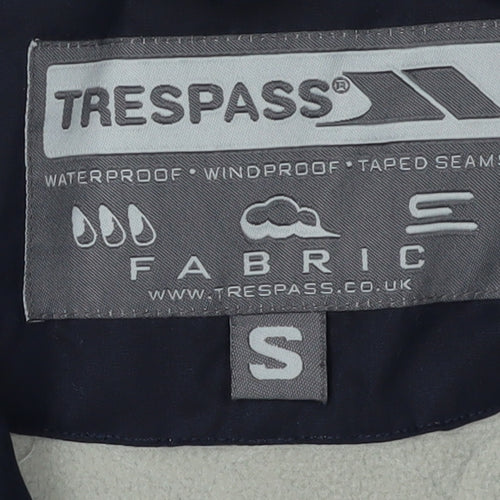 TRESPASS®
WATERPROOF • WINDPROOF • TAPED SEAMS
FABRIC
WWW.TRESPASS.CO.UK
S